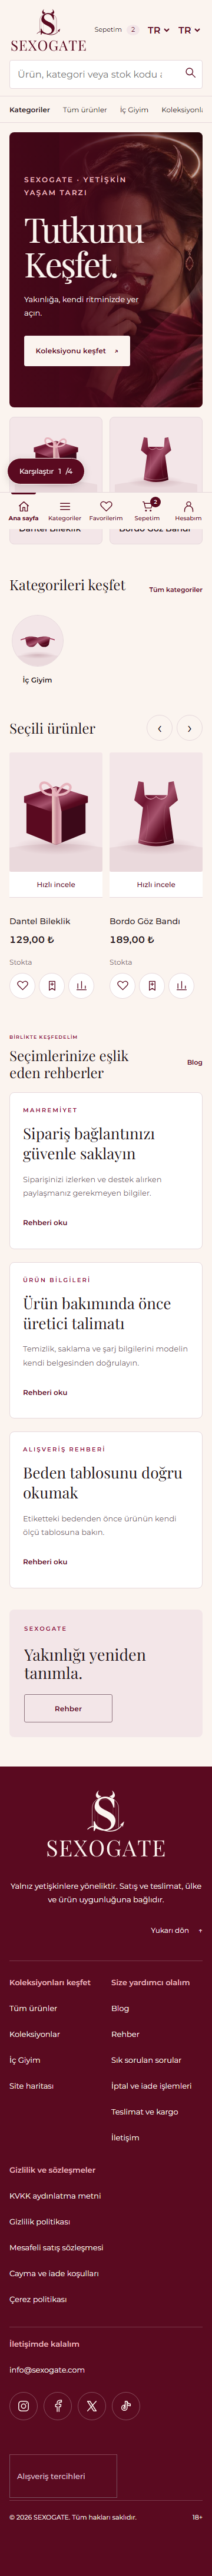 SEXOGATE
Sepetim 2 TR TR
Ürün, kategori veya stok kodu a
Kategoriler Tüm ürünler İç Giyim Koleksiyonla
SEXOGATE · YETİŞKİN
YAŞAM TARZI
Tutkunu
Keşfet.
Yakınlığa, kendi ritminizde yer
açın.
Koleksiyonu keşfet
Karşılaştır 1 /4
2
Ana sayfa Kategoriler Favorilerim Sepetim Hesabım
Dantel Bileklik Bordo Gece Bandı
Kategorileri keşfet
Tüm kategoriler
İç Giyim
Seçili ürünler
‹ ›
Hızlı incele Hızlı incele
Dantel Bileklik Bordo Gece Bandı
129,00 ₺ 189,00 ₺
Stokta Stokta
BİRLİKTE KEŞFEDELİM
Seçimlerinize eşlik
eden rehberler
Blog
MAHREMİYET
Sipariş bağlantınızı
güvenle saklayın
Siparişinizi izlerken ve destek alırken
paylaşmanız gerekmeyen bilgiler.
Rehberi oku
ÜRÜN BİLGİLERİ
Ürün bakımında önce
üretici talimatı
Temizlik, saklama ve şarj bilgilerini modelin
kendi belgesinden doğrulayın.
Rehberi oku
ALIŞVERİŞ REHBERİ
Beden tablosunu doğru
okumak
Etiketteki bedenden önce ürünün kendi
ölçü tablosuna bakın.
Rehberi oku
SEXOGATE
Yakınlığı yeniden
tanımla.
Rehber
SEXOGATE
Yalnız yetişkinlere yöneliktir. Satış ve teslimat, ülke
ve ürün uygunluğuna bağlıdır.
Yukarı dön
Koleksiyonları keşfet Size yardımcı olalım
Tüm ürünler Blog
Koleksiyonlar Rehber
İç Giyim Sık sorulan sorular
Site haritası İptal ve iade işlemleri
Teslimat ve kargo
İletişim
Gizlilik ve sözleşmeler
KVKK aydınlatma metni
Gizlilik politikası
Mesafeli satış sözleşmesi
Cayma ve iade koşulları
Çerez politikası
İletişimde kalalım
info@sexogate.com
Alışveriş tercihleri
© 2026 SEXOGATE. Tüm hakları saklıdır. 18+